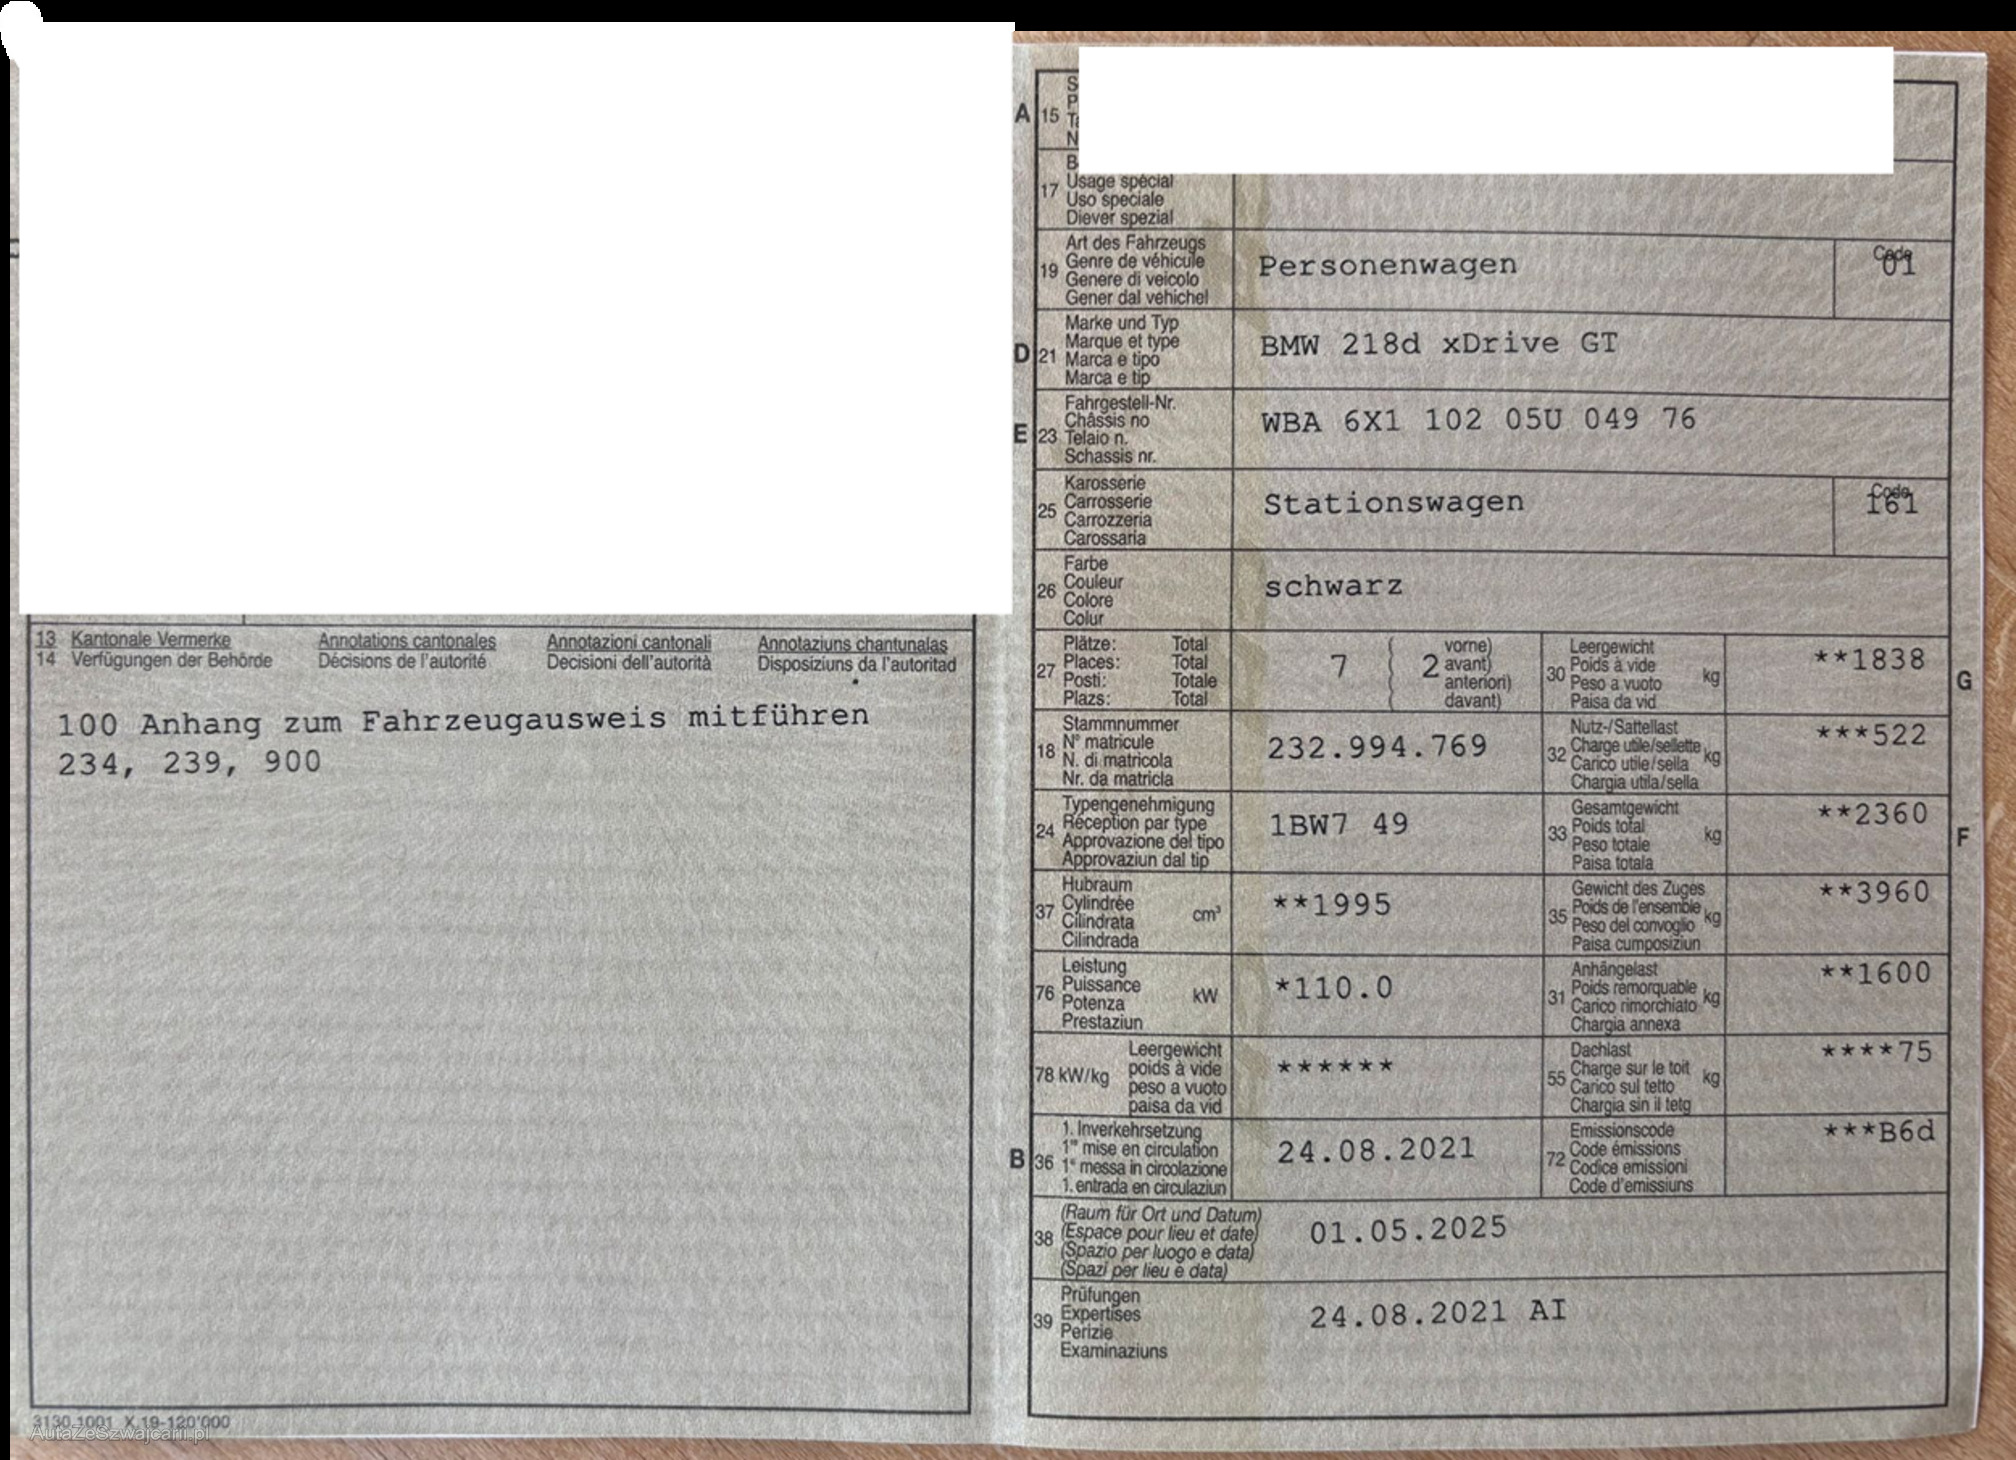 13 Kantonale Vermerke Annotations cantonales Annotazioni cantonali Annotaziuns chantunalas
14 Verfügungen der Behörde Décisions de l'autorité Decisioni dell'autorità Disposiziuns da l'autoritad
100 Anhang zum Fahrzeugausweis mitführen
234, 239, 900
3130.1001 X.19-120'000
AutaZeSzwajcarii.pl
A 15
17
Usage spécial
Uso speciale
Diever spezial
19
Art des Fahrzeugs
Genre de véhicule
Genere di veicolo
Gener dal vehichel
Personenwagen
Code
01
D 21
Marke und Typ
Marque et type
Marca e tipo
Marca e tip
BMW 218d xDrive GT
E 23
Fahrgestell-Nr.
Châssis no
Telaio n.
Schassis nr.
WBA 6X1 102 05U 049 76
25
Karosserie
Carrosserie
Carrozzeria
Carossaria
Stationswagen
Code
161
26
Farbe
Couleur
Colore
Colur
schwarz
27
Plätze: Total
Places: Total
Posti: Totale
Plazs: Total
7
2
vorne)
avant)
anteriori)
davant)
30
Leergewicht
Poids à vide
Peso a vuoto
Paisa da vid
kg
**1838
G
18
Stammnummer
N° matricule
N. di matricola
Nr. da matricla
232.994.769
32
Nutz-/Sattellast
Charge utile/sellette
Carico utile/sella
Chargia utila/sella
kg
***522
24
Typengenehmigung
Réception par type
Approvazione del tipo
Approvaziun dal tip
1BW7 49
33
Gesamtgewicht
Poids total
Peso totale
Paisa totala
kg
**2360
F
37
Hubraum
Cylindrée
Cilindrata
Cilindrada
cm³
**1995
35
Gewicht des Zuges
Poids de l'ensemble
Peso del convoglio
Paisa cumposiziun
kg
**3960
76
Leistung
Puissance
Potenza
Prestaziun
kW
*110.0
31
Anhängelast
Poids remorquable
Carico rimorchiato
Chargia annexa
kg
**1600
78 kW/kg
Leergewicht
poids à vide
peso a vuoto
paisa da vid
******
55
Dachlast
Charge sur le toit
Carico sul tetto
Chargia sin il tetg
kg
****75
B 36
1. Inverkehrsetzung
1re mise en circulation
1a messa in circolazione
1. entrada en circulaziun
24.08.2021
72
Emissionscode
Code émissions
Codice emissioni
Code d'emissiuns
***B6d
38
(Raum für Ort und Datum)
(Espace pour lieu et date)
(Spazio per luogo e data)
(Spazi per lieu e data)
01.05.2025
39
Prüfungen
Expertises
Perizie
Examinaziuns
24.08.2021 AI